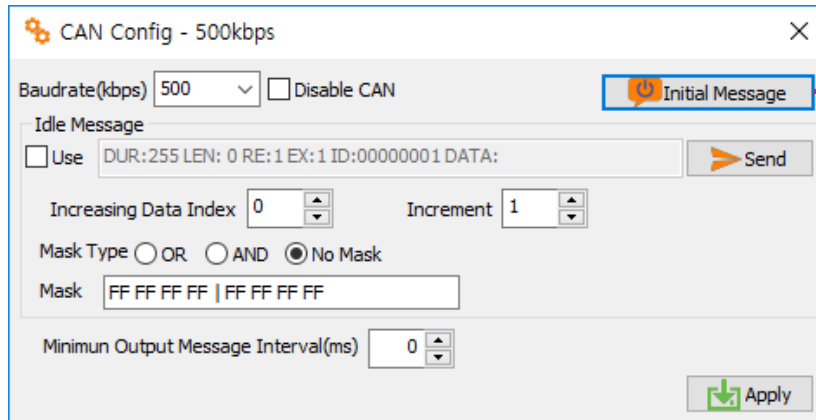 CAN Config - 500kbps
Baudrate(kbps) 500 Disable CAN Initial Message
Idle Message
Use DUR:255 LEN: 0 RE:1 EX:1 ID:00000001 DATA: Send
Increasing Data Index 0 Increment 1
Mask Type OR AND No Mask
Mask FF FF FF FF | FF FF FF FF
Minimun Output Message Interval(ms) 0
Apply